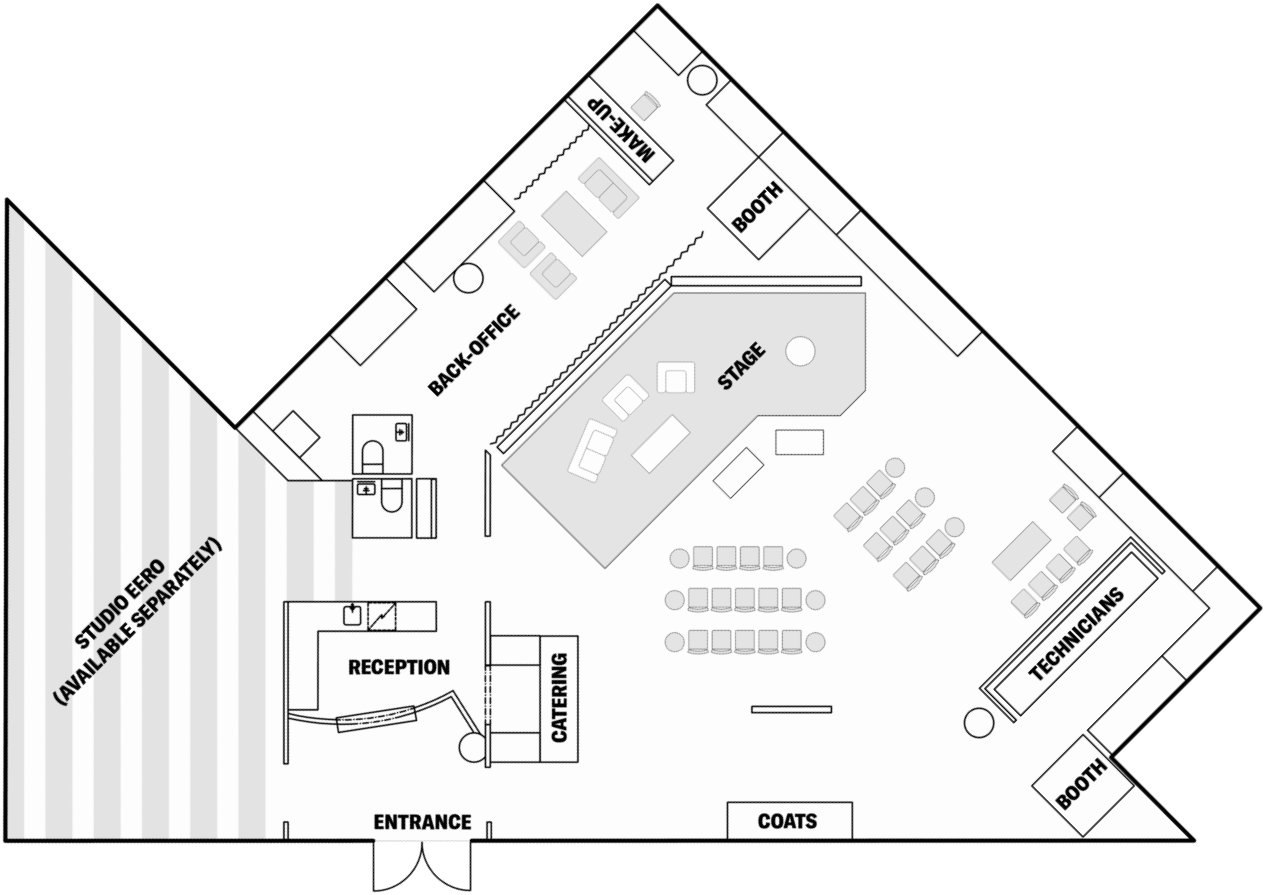 MAKE-UP
BOOTH
BACK-OFFICE
STAGE
STUDIO EERO
(AVAILABLE SEPARATELY)
RECEPTION
CATERING
TECHNICIANS
BOOTH
ENTRANCE
COATS